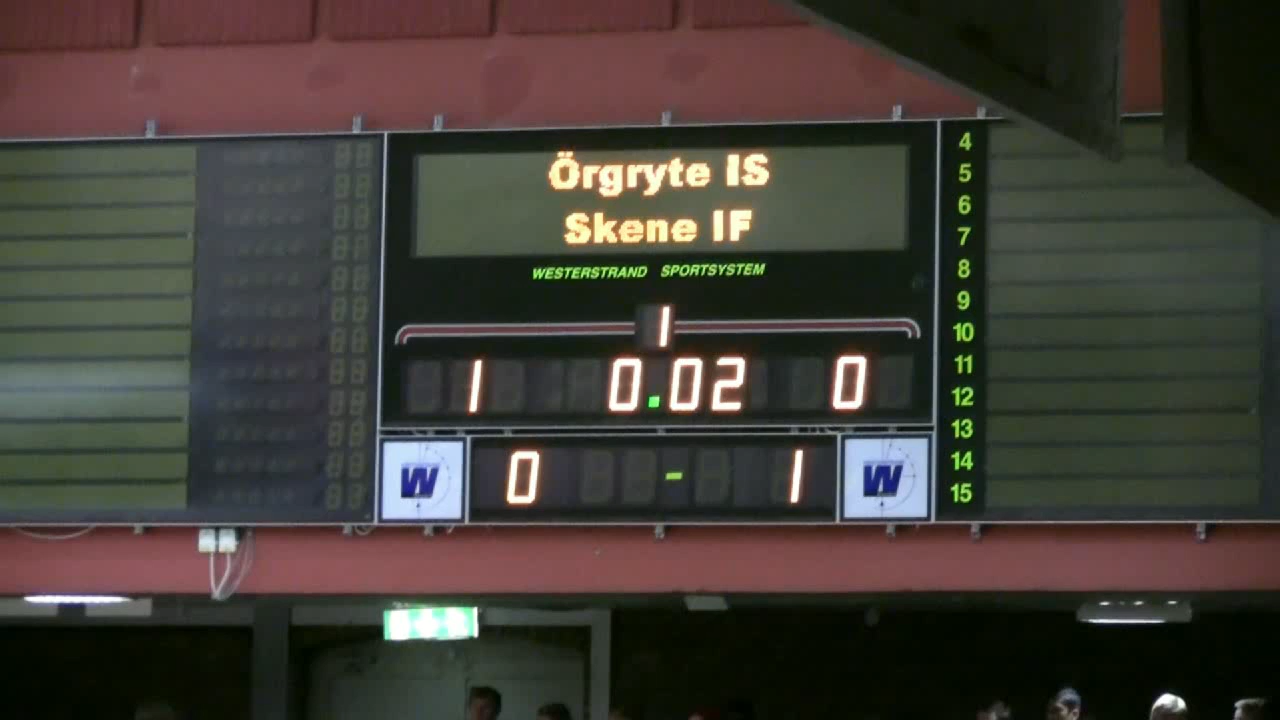 Örgryte IS
Skene IF
WESTERSTRAND SPORTSYSTEM
1
1 0.02 0
0 - 1
W W
4
5
6
7
8
9
10
11
12
13
14
15